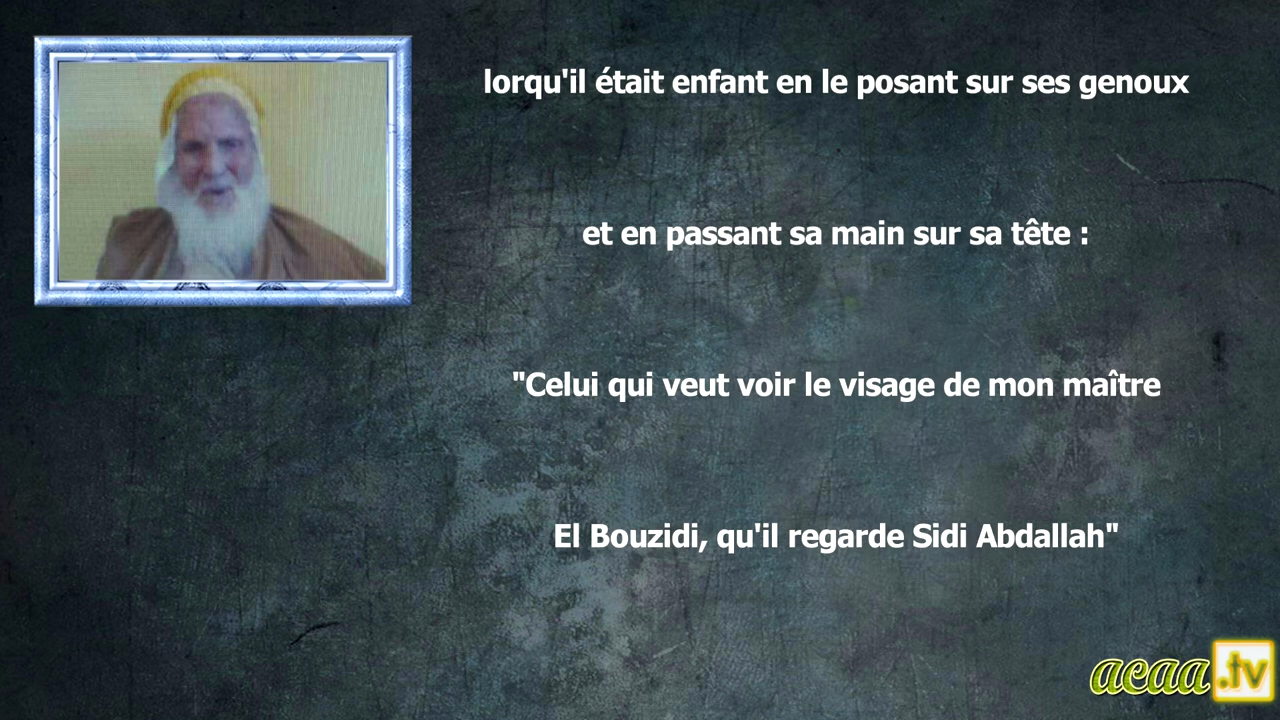 lorqu'il était enfant en le posant sur ses genoux
et en passant sa main sur sa tête :
"Celui qui veut voir le visage de mon maître
El Bouzidi, qu'il regarde Sidi Abdallah"
aeaa.tv